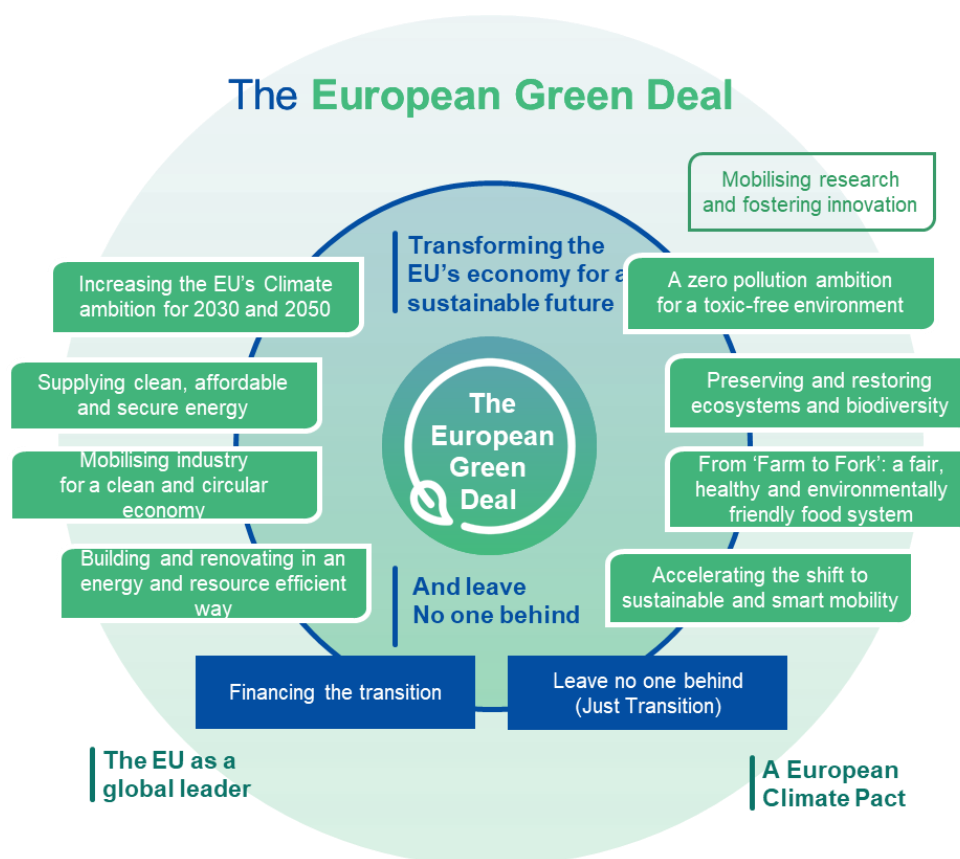 The European Green Deal
Mobilising research
and fostering innovation
Transforming the
EU's economy for a
sustainable future
Increasing the EU's Climate
ambition for 2030 and 2050
A zero pollution ambition
for a toxic-free environment
Supplying clean, affordable
and secure energy
Preserving and restoring
ecosystems and biodiversity
The
European
Green
Deal
Mobilising industry
for a clean and circular
economy
From ‘Farm to Fork’: a fair,
healthy and environmentally
friendly food system
Building and renovating in an
energy and resource efficient
way
And leave
No one behind
Accelerating the shift to
sustainable and smart mobility
Financing the transition
Leave no one behind
(Just Transition)
The EU as a
global leader
A European
Climate Pact